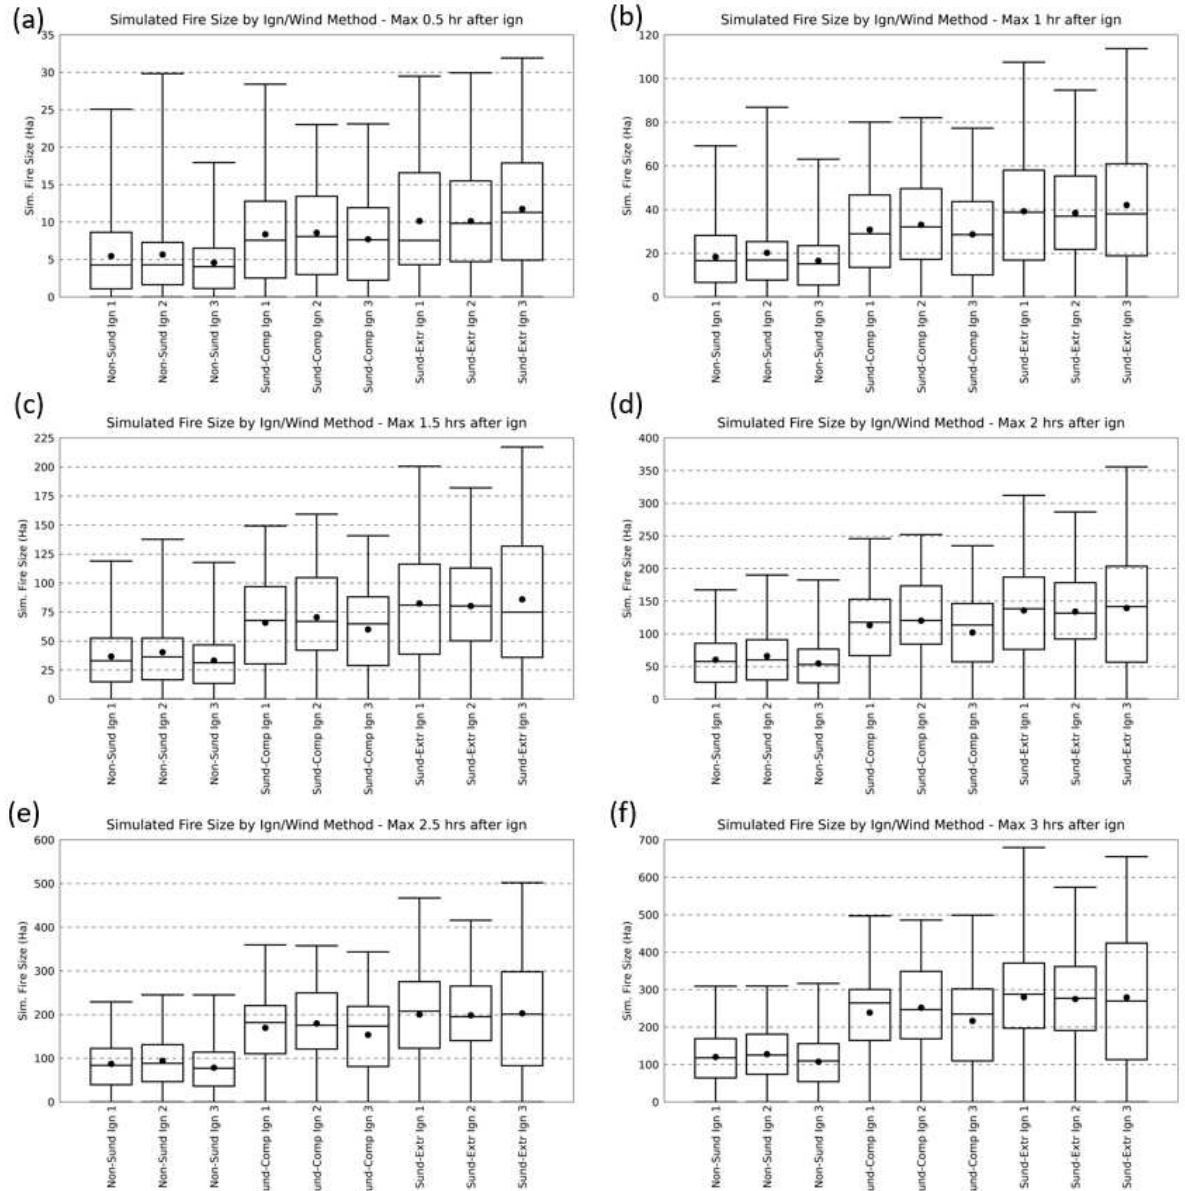 (a)
Simulated Fire Size by Ign/Wind Method - Max 0.5 hr after ign
Sim. Fire Size (Ha)
35
30
25
20
15
10
5
0
Non-Sund Ign 1
Non-Sund Ign 2
Non-Sund Ign 3
Sund-Comp Ign 1
Sund-Comp Ign 2
Sund-Comp Ign 3
Sund-Extr Ign 1
Sund-Extr Ign 2
Sund-Extr Ign 3
(b)
Simulated Fire Size by Ign/Wind Method - Max 1 hr after ign
Sim. Fire Size (Ha)
120
100
80
60
40
20
0
Non-Sund Ign 1
Non-Sund Ign 2
Non-Sund Ign 3
Sund-Comp Ign 1
Sund-Comp Ign 2
Sund-Comp Ign 3
Sund-Extr Ign 1
Sund-Extr Ign 2
Sund-Extr Ign 3
(c)
Simulated Fire Size by Ign/Wind Method - Max 1.5 hrs after ign
Sim. Fire Size (Ha)
225
200
175
150
125
100
75
50
25
0
Non-Sund Ign 1
Non-Sund Ign 2
Non-Sund Ign 3
Sund-Comp Ign 1
Sund-Comp Ign 2
Sund-Comp Ign 3
Sund-Extr Ign 1
Sund-Extr Ign 2
Sund-Extr Ign 3
(d)
Simulated Fire Size by Ign/Wind Method - Max 2 hrs after ign
Sim. Fire Size (Ha)
400
350
300
250
200
150
100
50
0
Non-Sund Ign 1
Non-Sund Ign 2
Non-Sund Ign 3
Sund-Comp Ign 1
Sund-Comp Ign 2
Sund-Comp Ign 3
Sund-Extr Ign 1
Sund-Extr Ign 2
Sund-Extr Ign 3
(e)
Simulated Fire Size by Ign/Wind Method - Max 2.5 hrs after ign
Sim. Fire Size (Ha)
600
500
400
300
200
100
0
Non-Sund Ign 1
Non-Sund Ign 2
Non-Sund Ign 3
und-Comp Ign 1
und-Comp Ign 2
und-Comp Ign 3
Sund-Extr Ign 1
Sund-Extr Ign 2
Sund-Extr Ign 3
(f)
Simulated Fire Size by Ign/Wind Method - Max 3 hrs after ign
Sim. Fire Size (Ha)
700
600
500
400
300
200
100
0
Non-Sund Ign 1
Non-Sund Ign 2
Non-Sund Ign 3
und-Comp Ign 1
und-Comp Ign 2
und-Comp Ign 3
Sund-Extr Ign 1
Sund-Extr Ign 2
Sund-Extr Ign 3